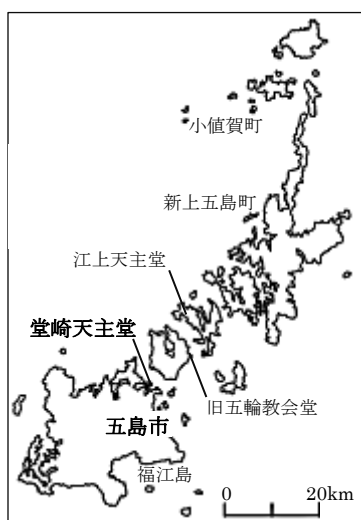 小値賀町
新上五島町
江上天主堂
堂崎天主堂
旧五輪教会堂
五島市
福江島
0 20km